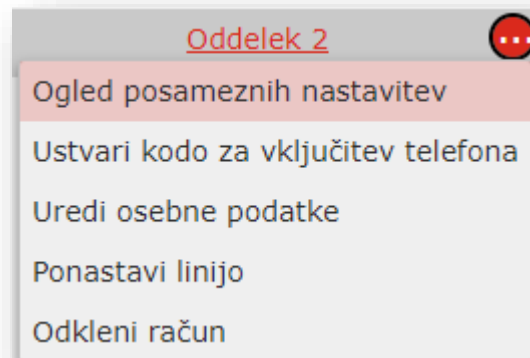 Oddelek 2
Ogled posameznih nastavitev
Ustvari kodo za vključitev telefona
Uredi osebne podatke
Ponastavi linijo
Odkleni račun